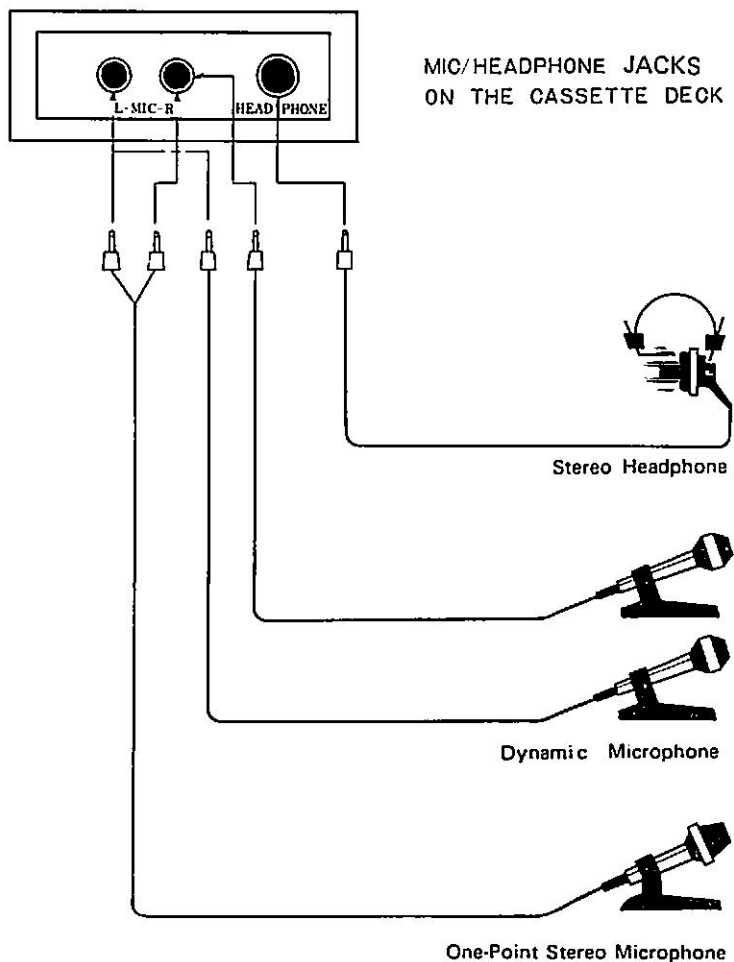 MIC/HEADPHONE JACKS
ON THE CASSETTE DECK
L-MIC-R
HEAD PHONE
Stereo Headphone
Dynamic Microphone
One-Point Stereo Microphone